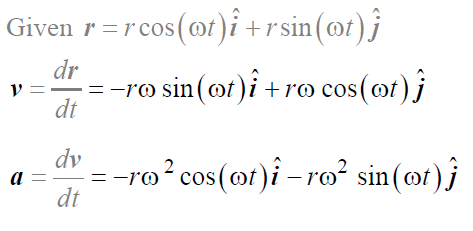 Given r = r cos(ωt)î + r sin(ωt)ĵ
v = dr/dt = −rω sin(ωt)î + rω cos(ωt)ĵ
a = dv/dt = −rω² cos(ωt)î − rω² sin(ωt)ĵ